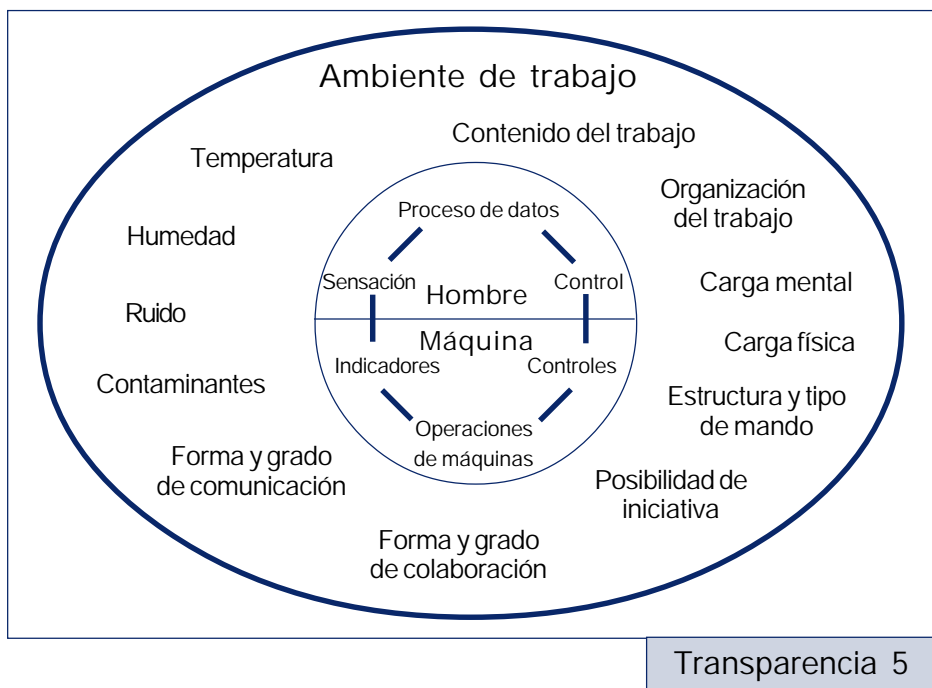 Ambiente de trabajo
Contenido del trabajo
Temperatura
Organización
del trabajo
Humedad
Carga mental
Ruido
Carga física
Contaminantes
Estructura y tipo
de mando
Forma y grado
de comunicación
Posibilidad de
iniciativa
Forma y grado
de colaboración
Proceso de datos
Sensación
Control
Hombre
Máquina
Indicadores
Controles
Operaciones
de máquinas
Transparencia 5